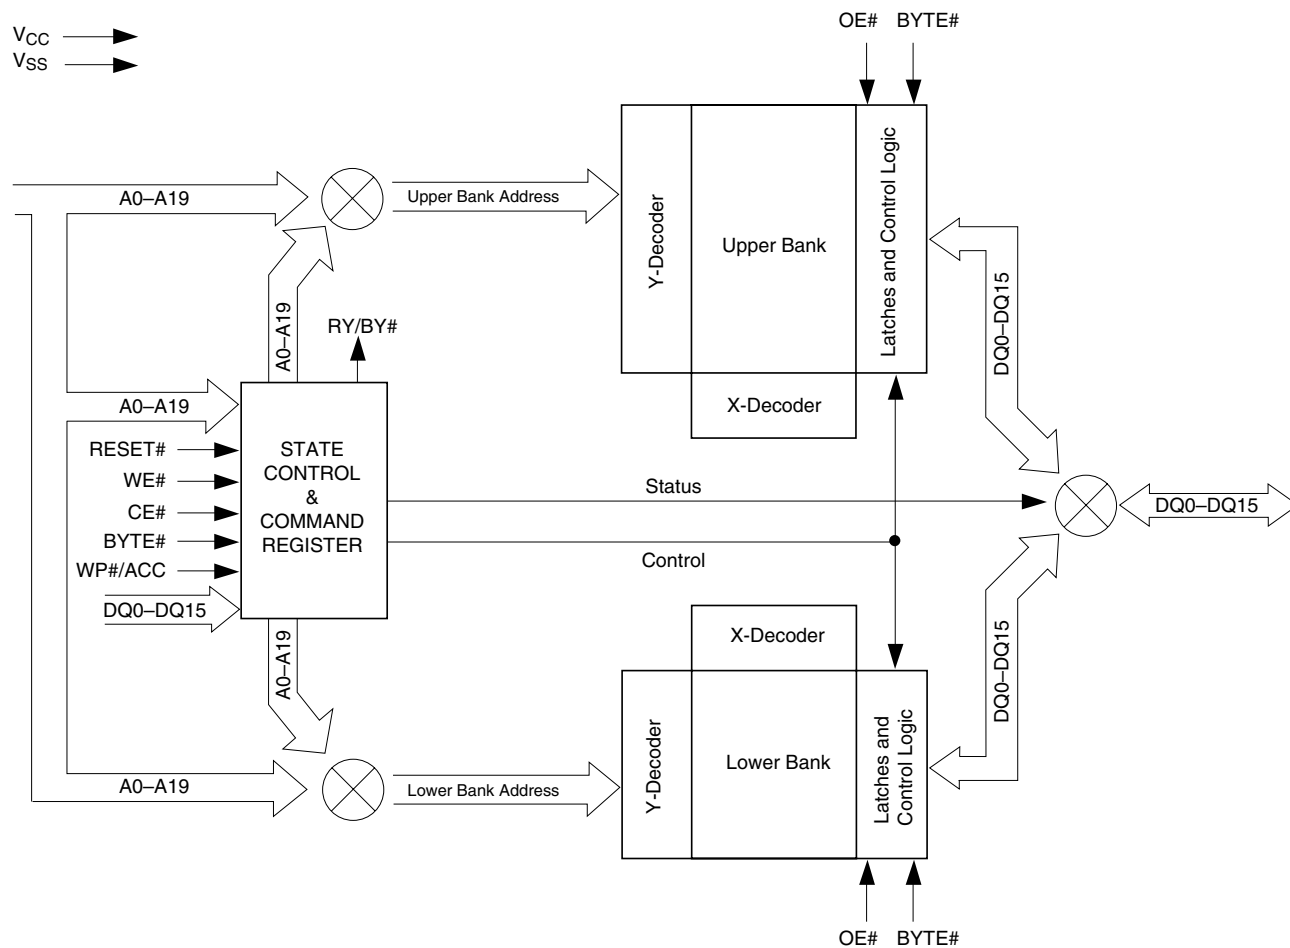 VCC
VSS
OE# BYTE#
A0–A19
Upper Bank Address
Y-Decoder
Upper Bank
Latches and Control Logic
X-Decoder
DQ0–DQ15
A0–A19
RY/BY#
A0–A19
RESET#
WE#
CE#
BYTE#
WP#/ACC
DQ0–DQ15
STATE
CONTROL
&
COMMAND
REGISTER
Status
Control
DQ0–DQ15
A0–A19
X-Decoder
Y-Decoder
Lower Bank
Latches and
Control Logic
DQ0–DQ15
A0–A19
Lower Bank Address
OE# BYTE#